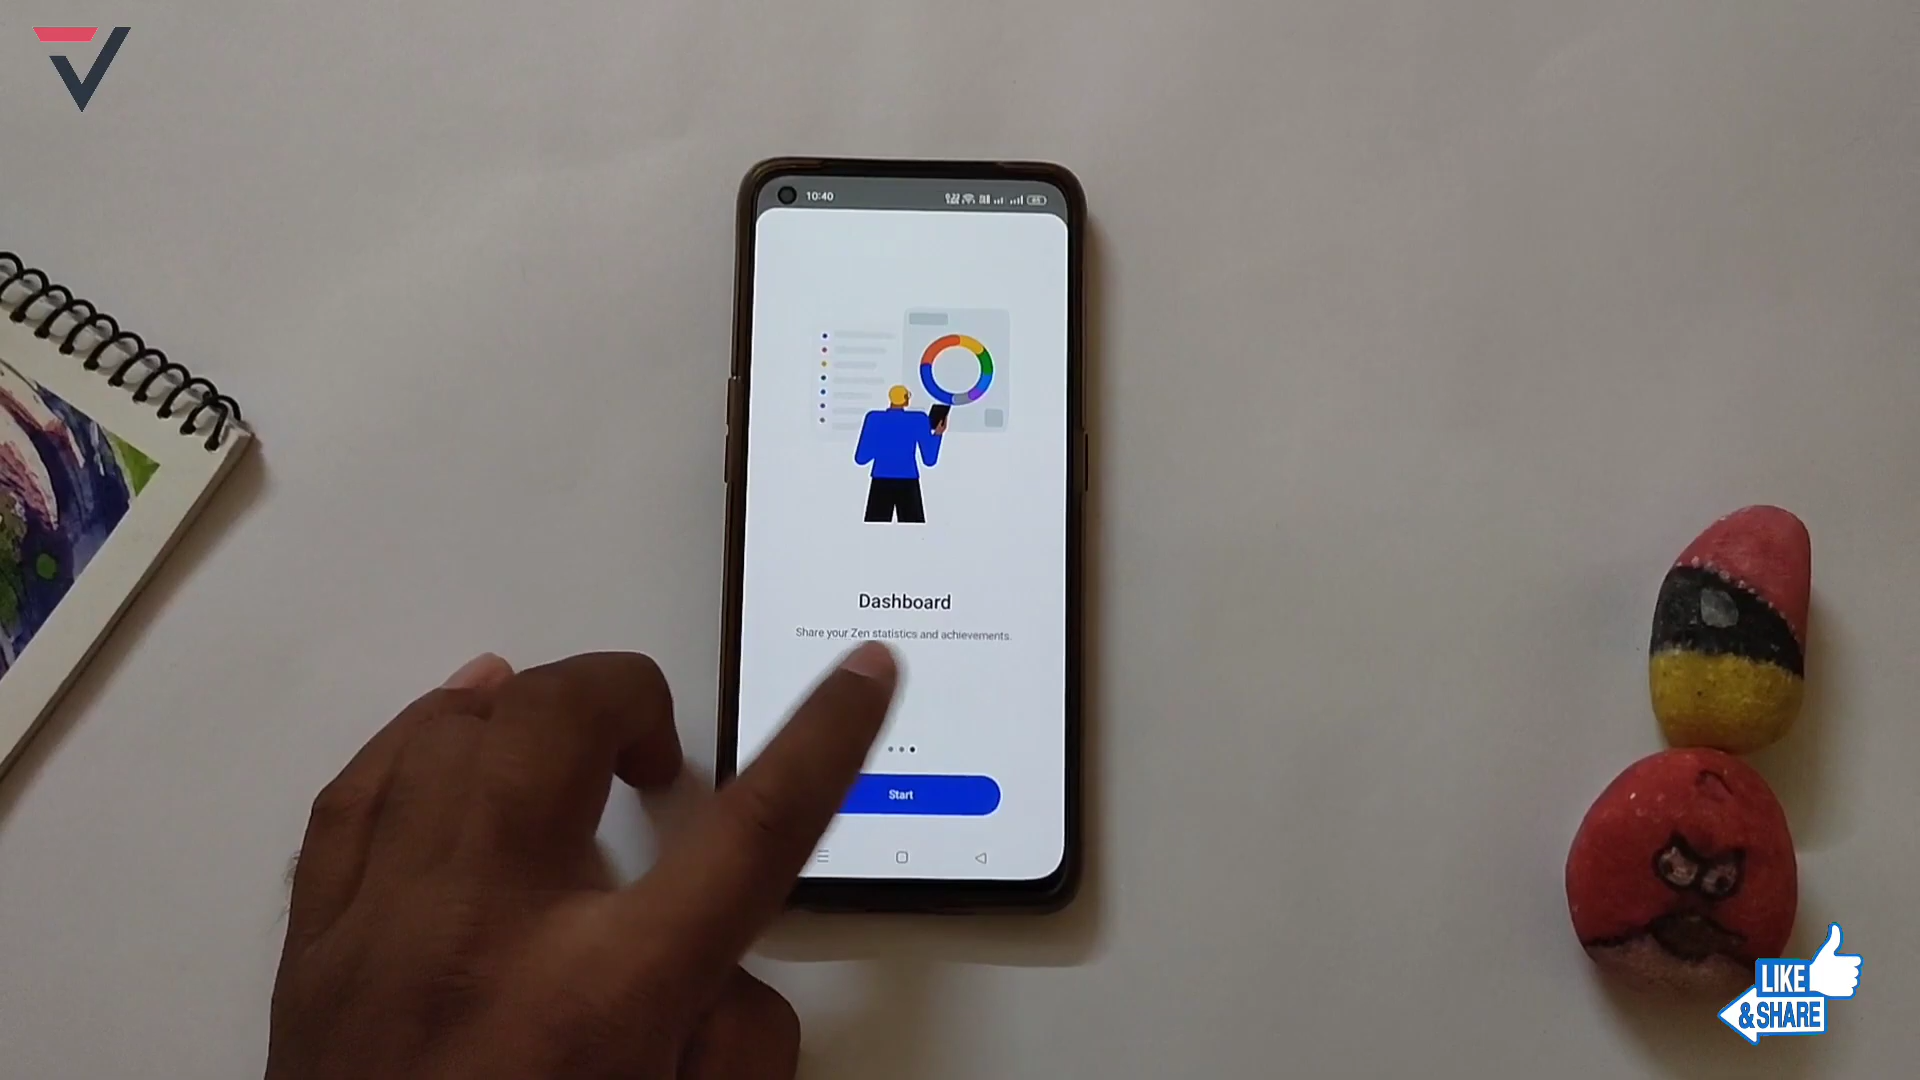 10:40
Dashboard
Share your Zen statistics and achievements.
Start
LIKE
& SHARE